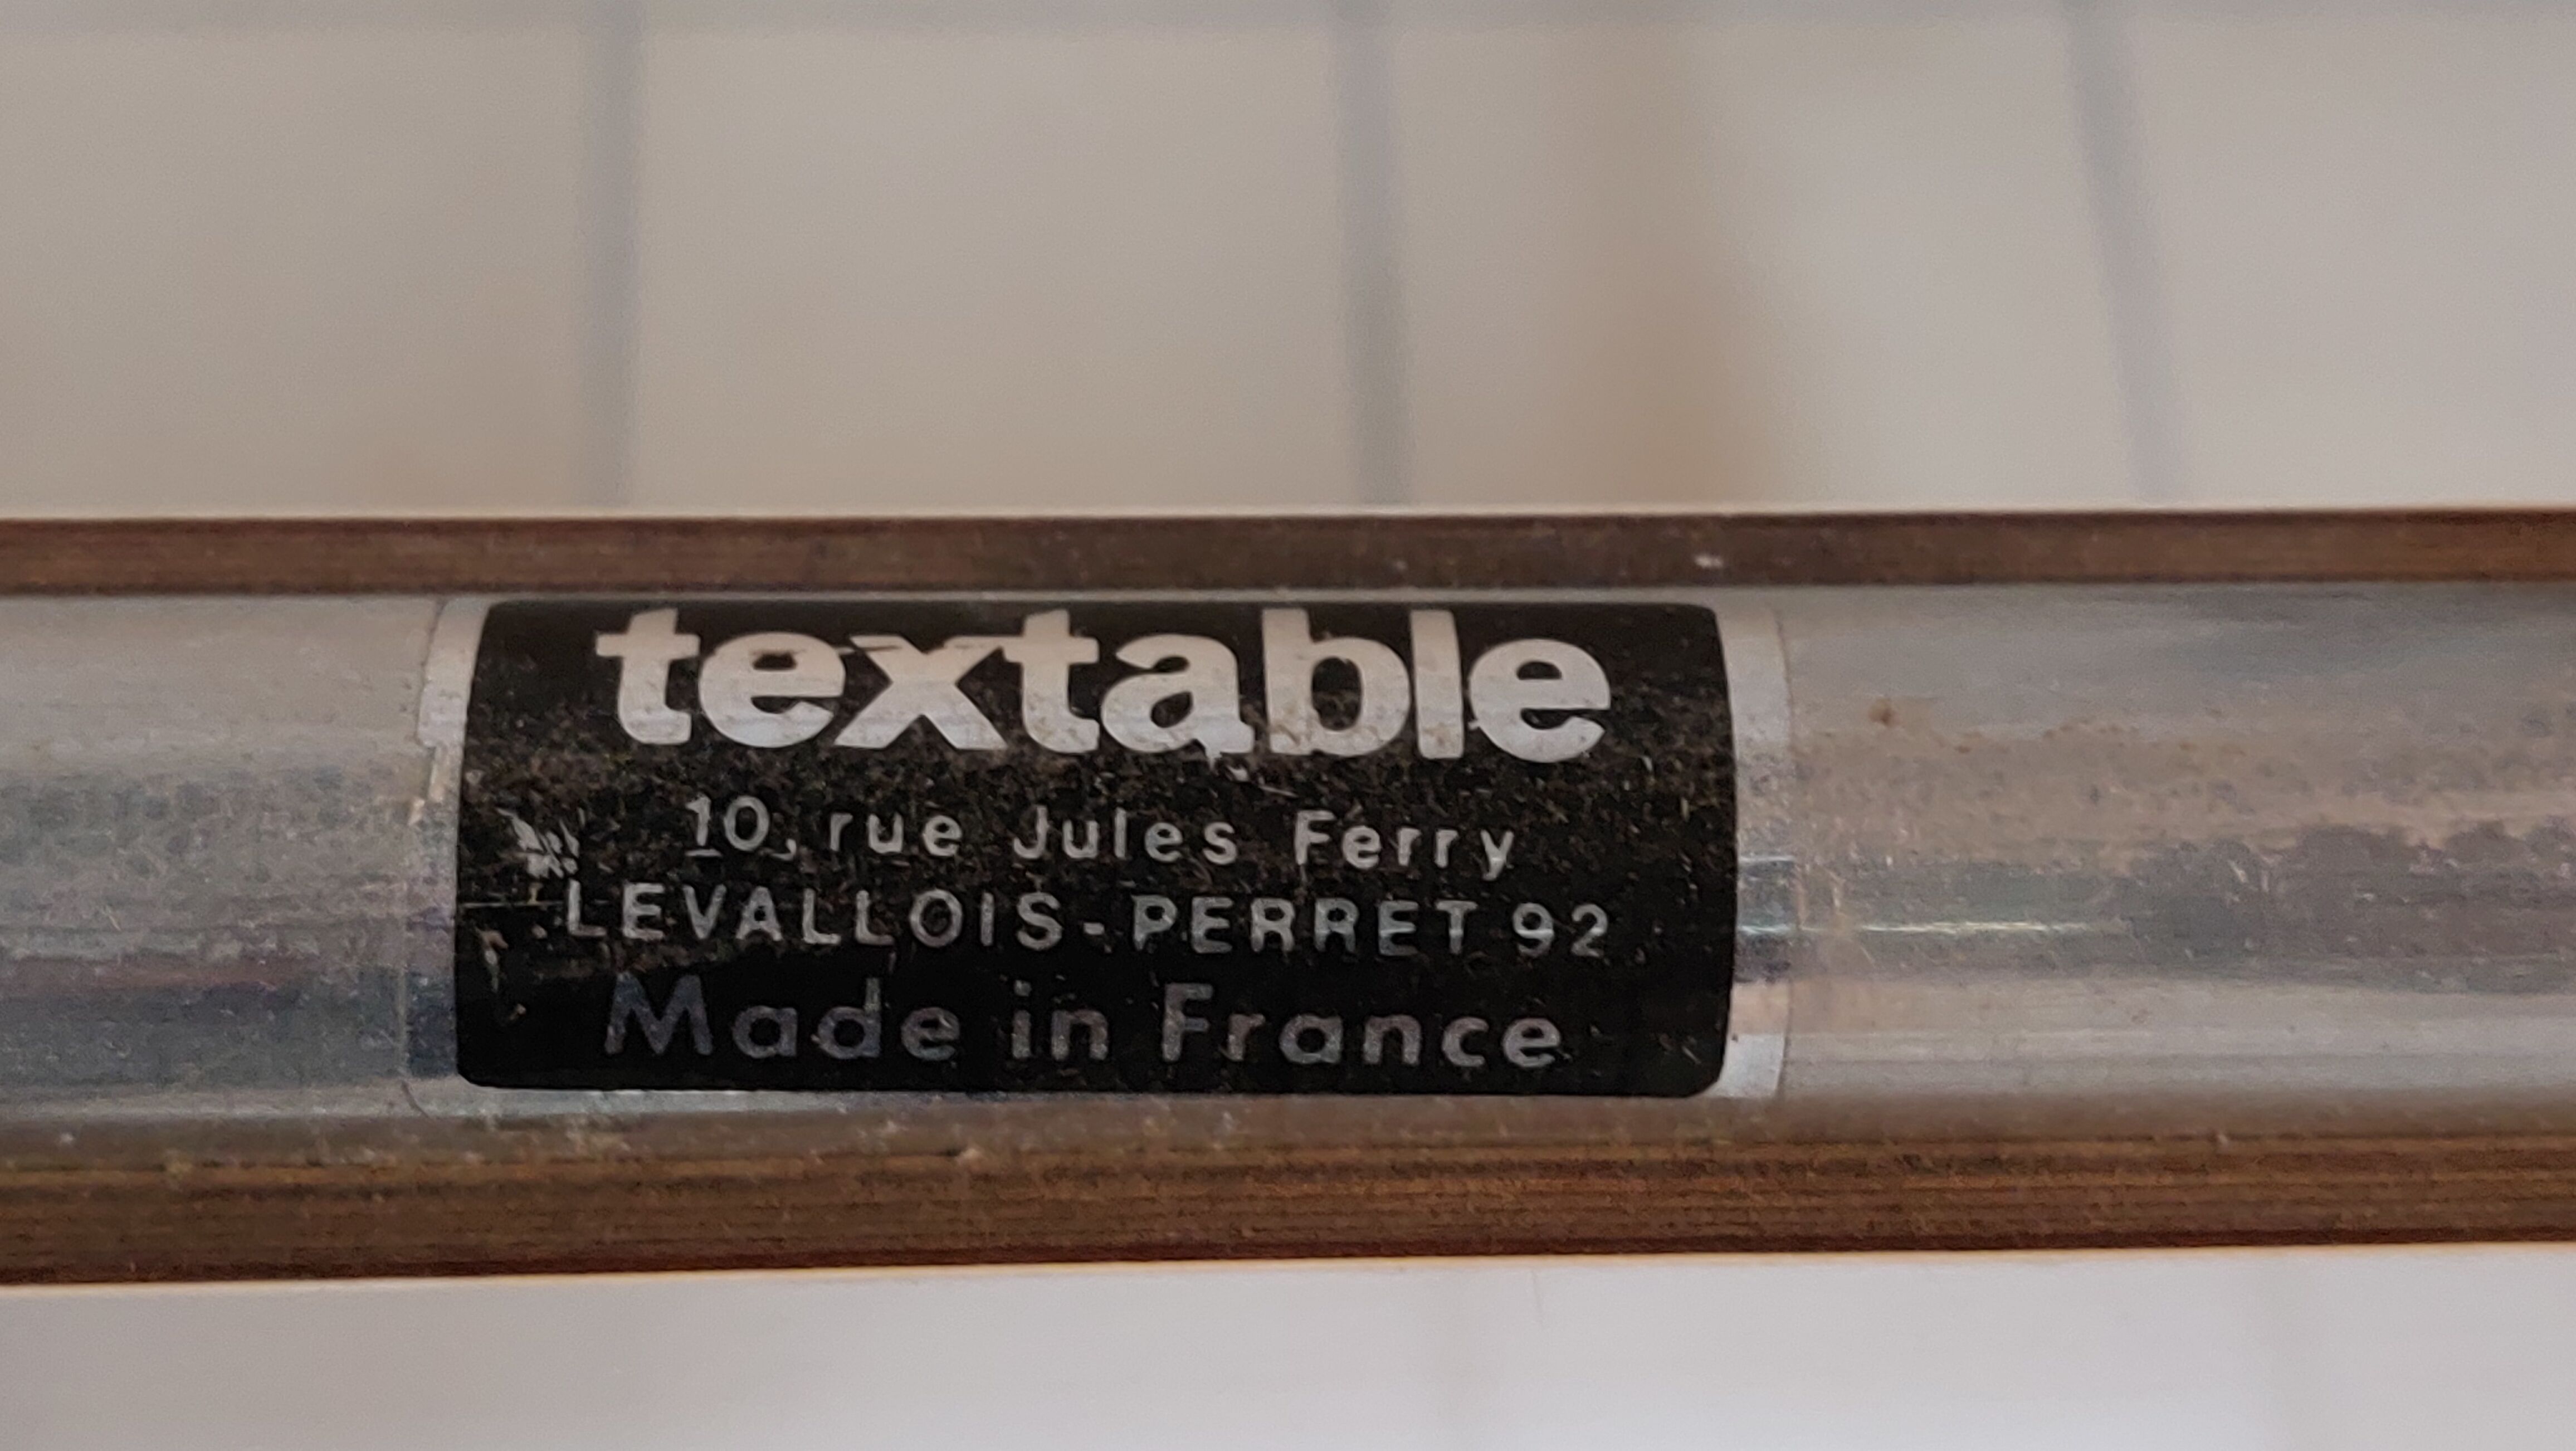 textable
10, rue Jules Ferry
LEVALLOIS-PERRET 92
Made in France